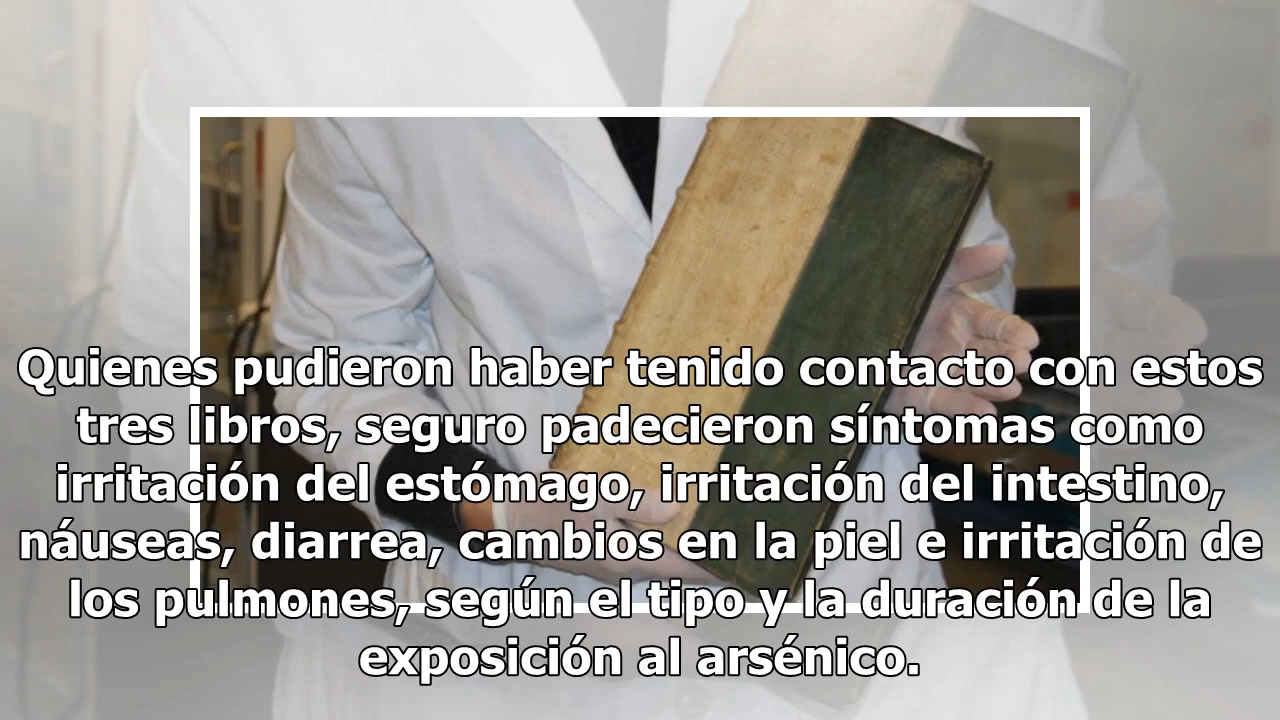 Quienes pudieron haber tenido contacto con estos
tres libros, seguro padecieron síntomas como
irritación del estómago, irritación del intestino,
náuseas, diarrea, cambios en la piel e irritación de
los pulmones, según el tipo y la duración de la
exposición al arsénico.